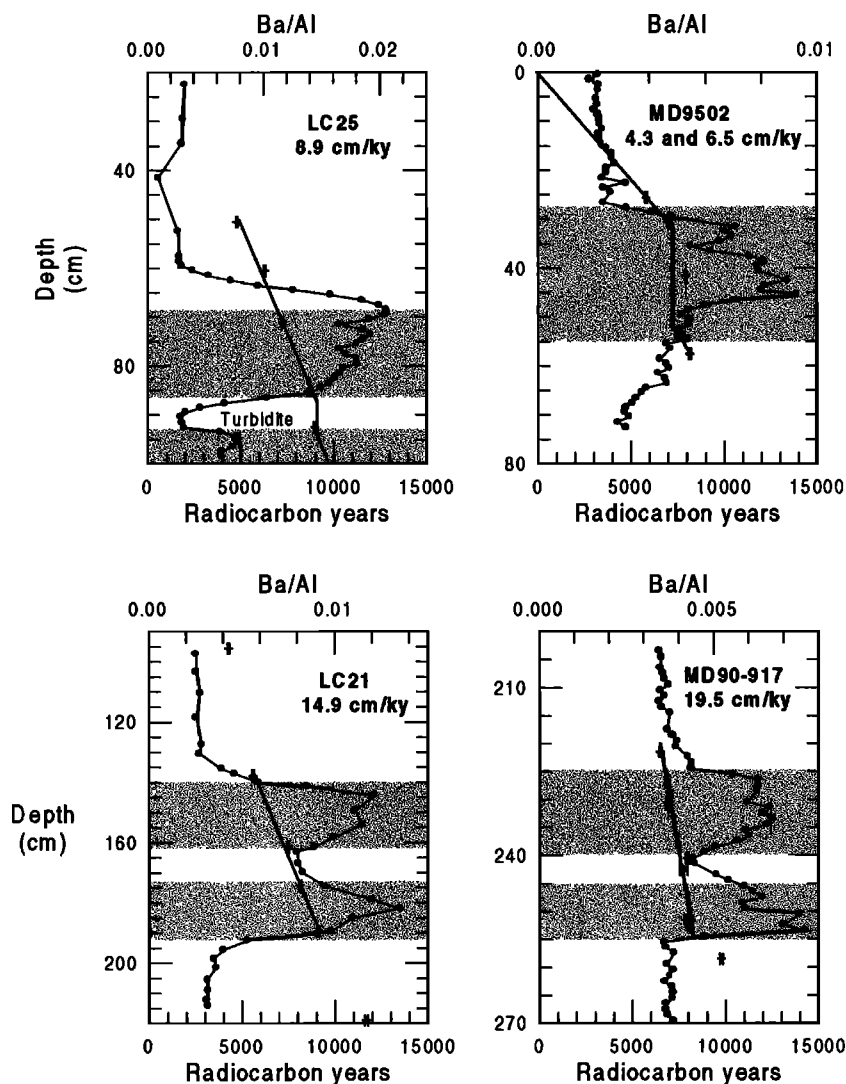 Ba/Al
0.00 0.01 0.02
LC25
8.9 cm/ky
Depth
(cm)
40
80
Turbidite
0 5000 10000 15000
Radiocarbon years
Ba/Al
0.00 0.01
MD9502
4.3 and 6.5 cm/ky
0
40
80
0 5000 10000 15000
Radiocarbon years
Ba/Al
0.00 0.01
LC21
14.9 cm/ky
Depth
(cm)
120
160
200
0 5000 10000 15000
Radiocarbon years
Ba/Al
0.000 0.005
MD90-917
19.5 cm/ky
210
240
270
0 5000 10000 15000
Radiocarbon years